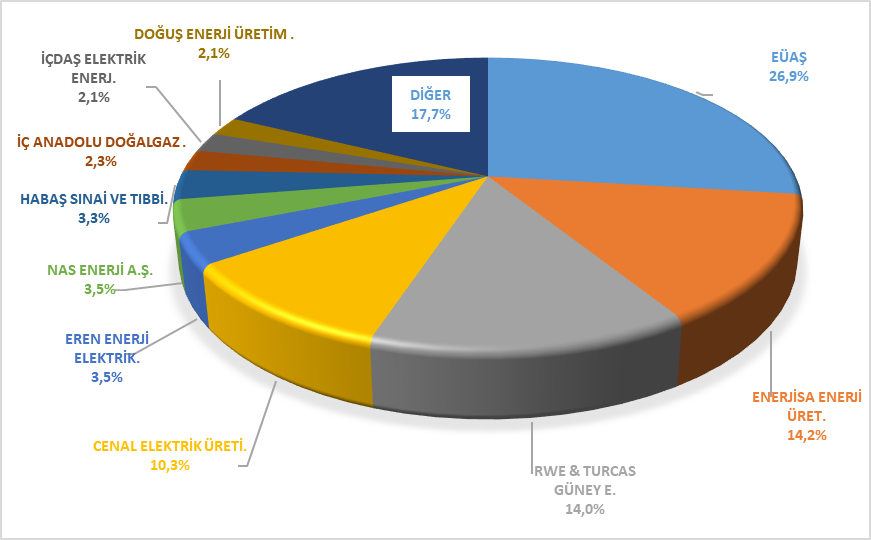 DOĞUŞ ENERJİ ÜRETİM .
2,1%
EÜAŞ
26,9%
İÇDAŞ ELEKTRİK
ENERJ.
2,1%
DİĞER
17,7%
İÇ ANADOLU DOĞALGAZ .
2,3%
HABAŞ SINAİ VE TIBBİ.
3,3%
NAS ENERJİ A.Ş.
3,5%
EREN ENERJİ
ELEKTRİK.
3,5%
ENERJİSA ENERJİ
ÜRET.
14,2%
CENAL ELEKTRİK ÜRETİ.
10,3%
RWE & TURCAS
GÜNEY E.
14,0%